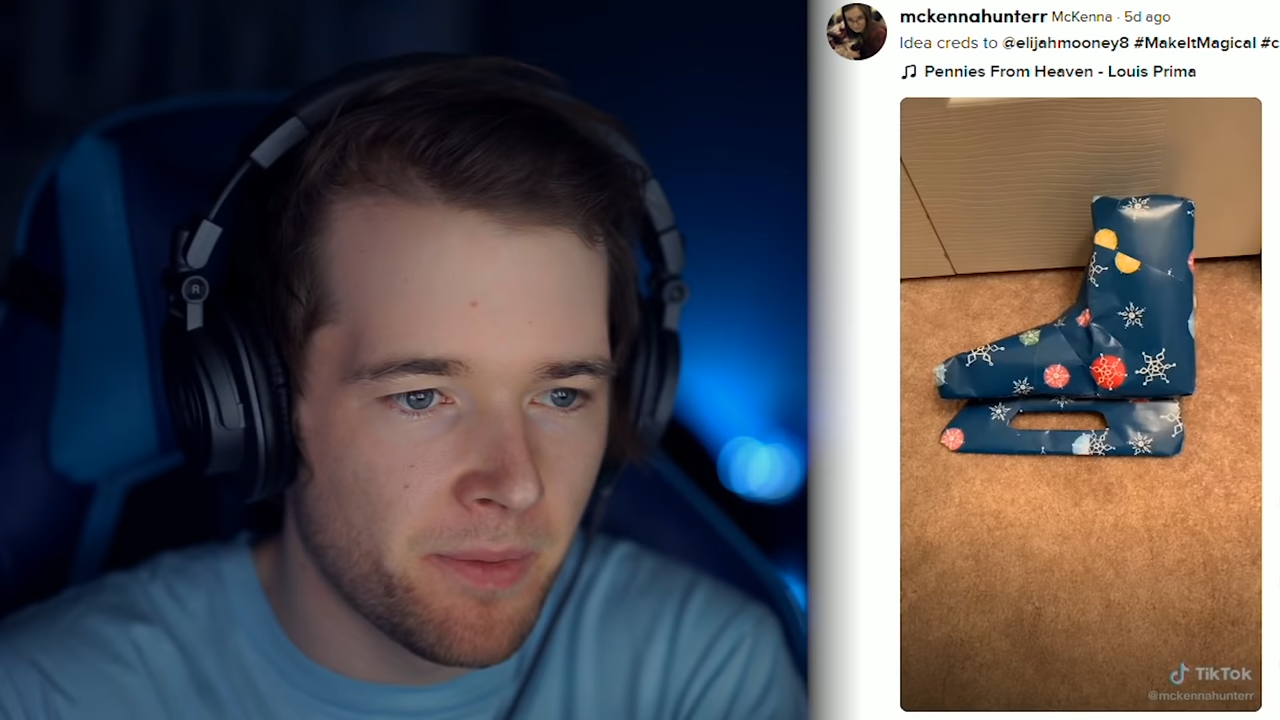 mckennahunterr McKenna · 5d ago
Idea creds to @elijahmooney8 #MakeItMagical #c
Pennies From Heaven - Louis Prima
R
TikTok
@mckennahunterr